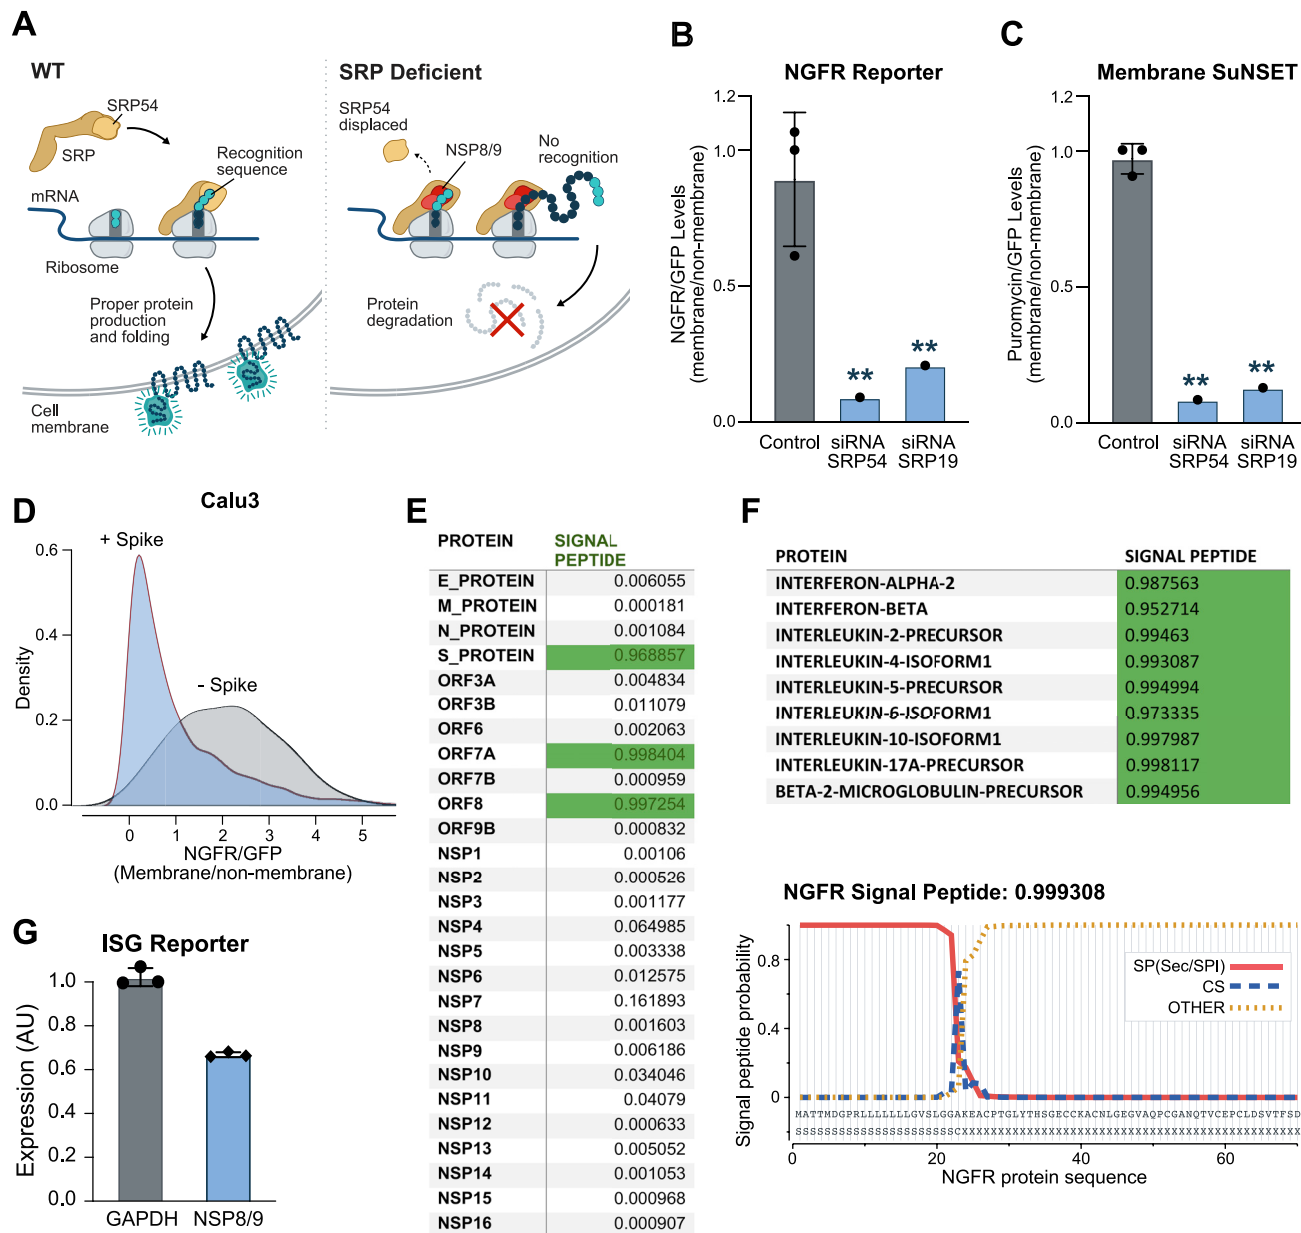 A
WT
SRP54
SRP
Recognition
sequence
mRNA
Ribosome
Proper protein
production
and folding
Cell
membrane
SRP Deficient
SRP54
displaced
NSP8/9
No
recognition
Protein
degradation
B
NGFR Reporter
NGFR/GFP Levels
(membrane/non-membrane)
1.2
1.0
0.5
0.0
Control
siRNA
SRP54
siRNA
SRP19
**
**
C
Membrane SuNSET
Puromycin/GFP Levels
(membrane/non-membrane)
1.2
1.0
0.5
0.0
Control
siRNA
SRP54
siRNA
SRP19
**
**
D
Calu3
+ Spike
- Spike
Density
0.6
0.4
0.2
0.0
0 1 2 3 4 5
NGFR/GFP
(Membrane/non-membrane)
E
PROTEIN SIGNAL
PEPTIDE
E_PROTEIN 0.006055
M_PROTEIN 0.000181
N_PROTEIN 0.001084
S_PROTEIN 0.968857
ORF3A 0.004834
ORF3B 0.011079
ORF6 0.002063
ORF7A 0.998404
ORF7B 0.000959
ORF8 0.997254
ORF9B 0.000832
NSP1 0.00106
NSP2 0.000526
NSP3 0.001177
NSP4 0.064985
NSP5 0.003338
NSP6 0.012575
NSP7 0.161893
NSP8 0.001603
NSP9 0.006186
NSP10 0.034046
NSP11 0.04079
NSP12 0.000633
NSP13 0.005052
NSP14 0.001053
NSP15 0.000968
NSP16 0.000907
F
PROTEIN SIGNAL PEPTIDE
INTERFERON-ALPHA-2 0.987563
INTERFERON-BETA 0.952714
INTERLEUKIN-2-PRECURSOR 0.99463
INTERLEUKIN-4-ISOFORM1 0.993087
INTERLEUKIN-5-PRECURSOR 0.994994
INTERLEUKIN-6-ISOFORM1 0.973335
INTERLEUKIN-10-ISOFORM1 0.997987
INTERLEUKIN-17A-PRECURSOR 0.998117
BETA-2-MICROGLOBULIN-PRECURSOR 0.994956
NGFR Signal Peptide: 0.999308
Signal peptide probability
0.8
0.4
0
SP(Sec/SPI)
CS
OTHER
MATTMDGPRLLLLLLLGVSLGGAKEACPTGLYTHSGECCKACNLGEGVAQPCGANQTVCEPCLDSVTFSD
0 20 40 60
NGFR protein sequence
G
ISG Reporter
Expression (AU)
1.0
0.8
0.6
0.4
0.2
0.0
GAPDH NSP8/9